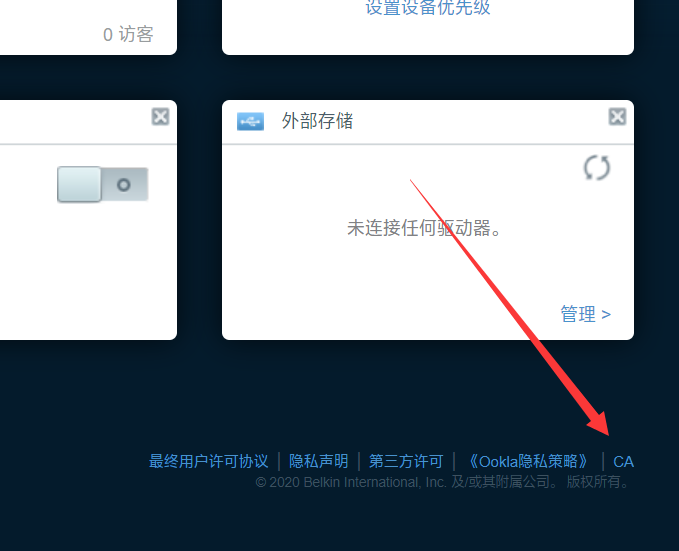 设置设备优先级
0 访客
外部存储
未连接任何驱动器。
管理 >
最终用户许可协议 | 隐私声明 | 第三方许可 | 《Ookla隐私策略》 | CA
© 2020 Belkin International, Inc. 及/或其附属公司。 版权所有。